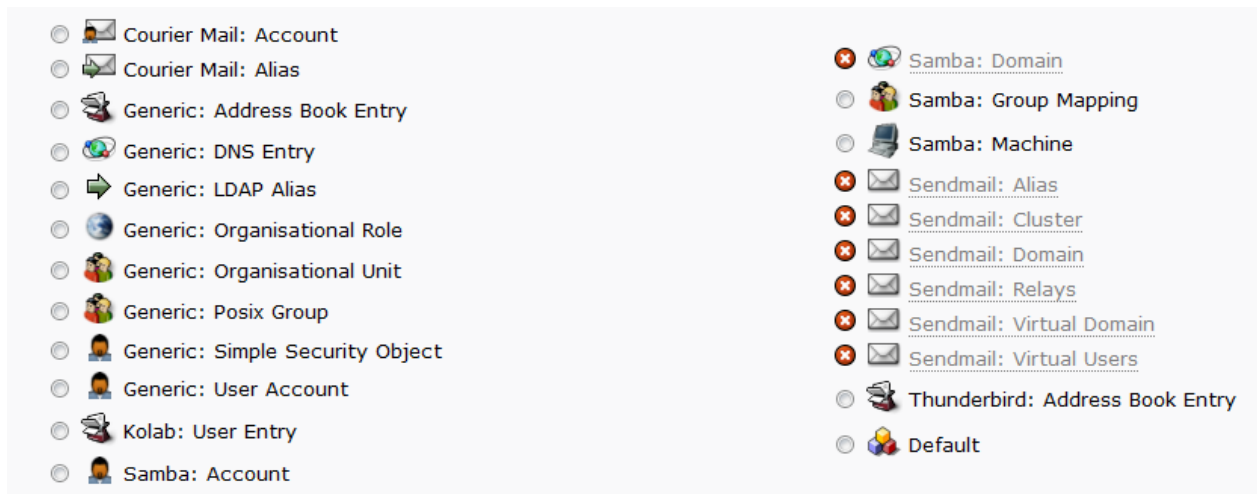 Courier Mail: Account
Courier Mail: Alias
Generic: Address Book Entry
Generic: DNS Entry
Generic: LDAP Alias
Generic: Organisational Role
Generic: Organisational Unit
Generic: Posix Group
Generic: Simple Security Object
Generic: User Account
Kolab: User Entry
Samba: Account
Samba: Domain
Samba: Group Mapping
Samba: Machine
Sendmail: Alias
Sendmail: Cluster
Sendmail: Domain
Sendmail: Relays
Sendmail: Virtual Domain
Sendmail: Virtual Users
Thunderbird: Address Book Entry
Default